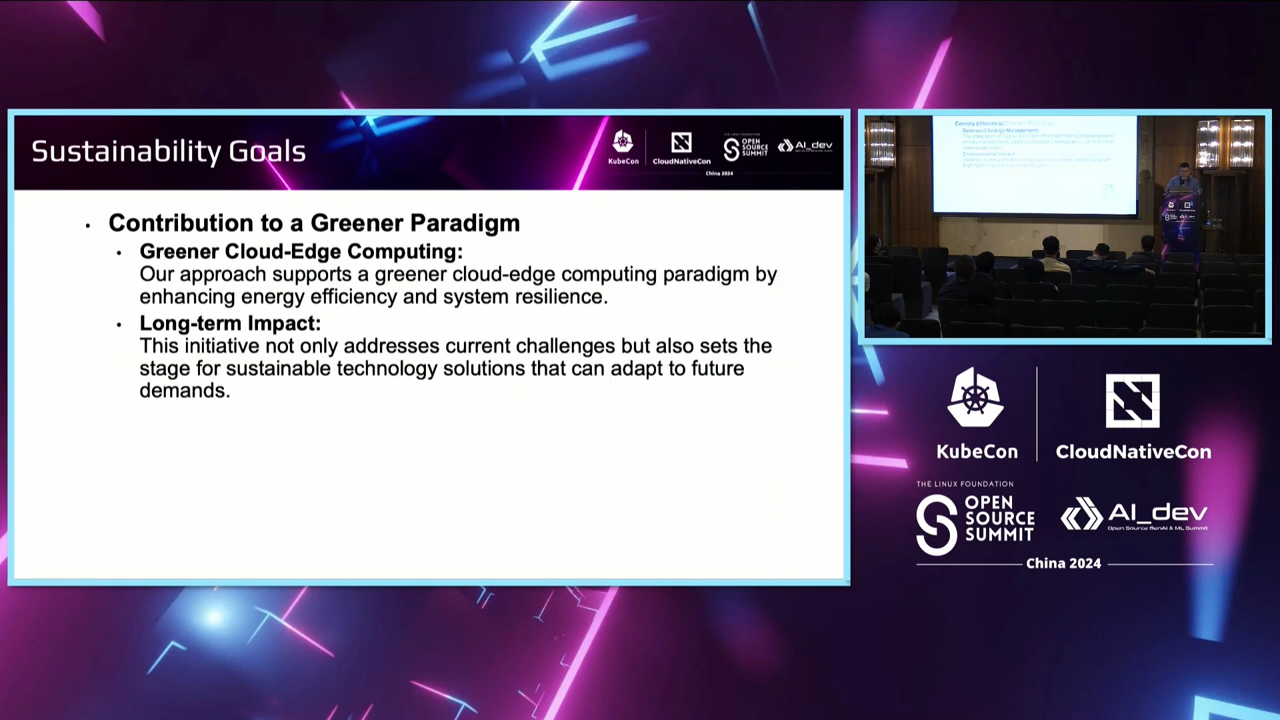 Sustainability Goals
KubeCon
CloudNativeCon
THE LINUX FOUNDATION
OPEN
SOURCE
SUMMIT
AI_dev
China 2024
• Contribution to a Greener Paradigm
• Greener Cloud-Edge Computing:
Our approach supports a greener cloud-edge computing paradigm by
enhancing energy efficiency and system resilience.
• Long-term Impact:
This initiative not only addresses current challenges but also sets the
stage for sustainable technology solutions that can adapt to future
demands.
KubeCon
CloudNativeCon
THE LINUX FOUNDATION
OPEN
SOURCE
SUMMIT
AI_dev
Open Source GenAI & ML Summit
China 2024